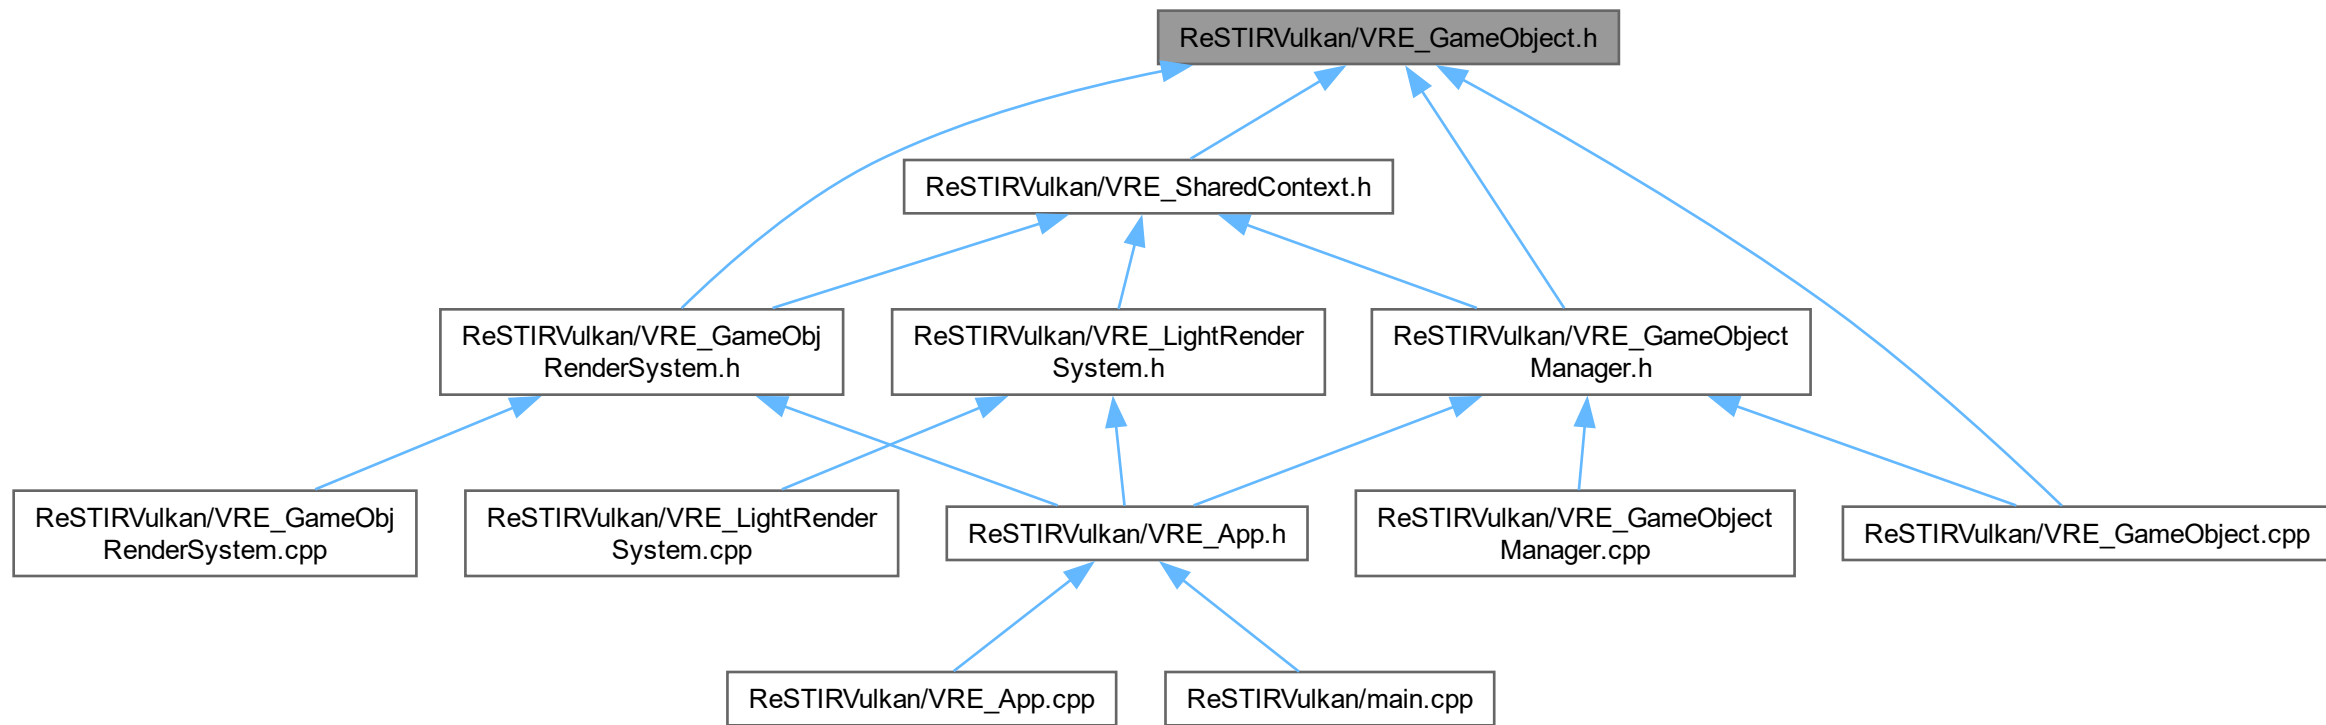 ReSTIRVulkan/VRE_GameObject.h
ReSTIRVulkan/VRE_SharedContext.h
ReSTIRVulkan/VRE_GameObj
RenderSystem.h
ReSTIRVulkan/VRE_LightRender
System.h
ReSTIRVulkan/VRE_GameObject
Manager.h
ReSTIRVulkan/VRE_GameObj
RenderSystem.cpp
ReSTIRVulkan/VRE_LightRender
System.cpp
ReSTIRVulkan/VRE_App.h
ReSTIRVulkan/VRE_GameObject
Manager.cpp
ReSTIRVulkan/VRE_GameObject.cpp
ReSTIRVulkan/VRE_App.cpp
ReSTIRVulkan/main.cpp